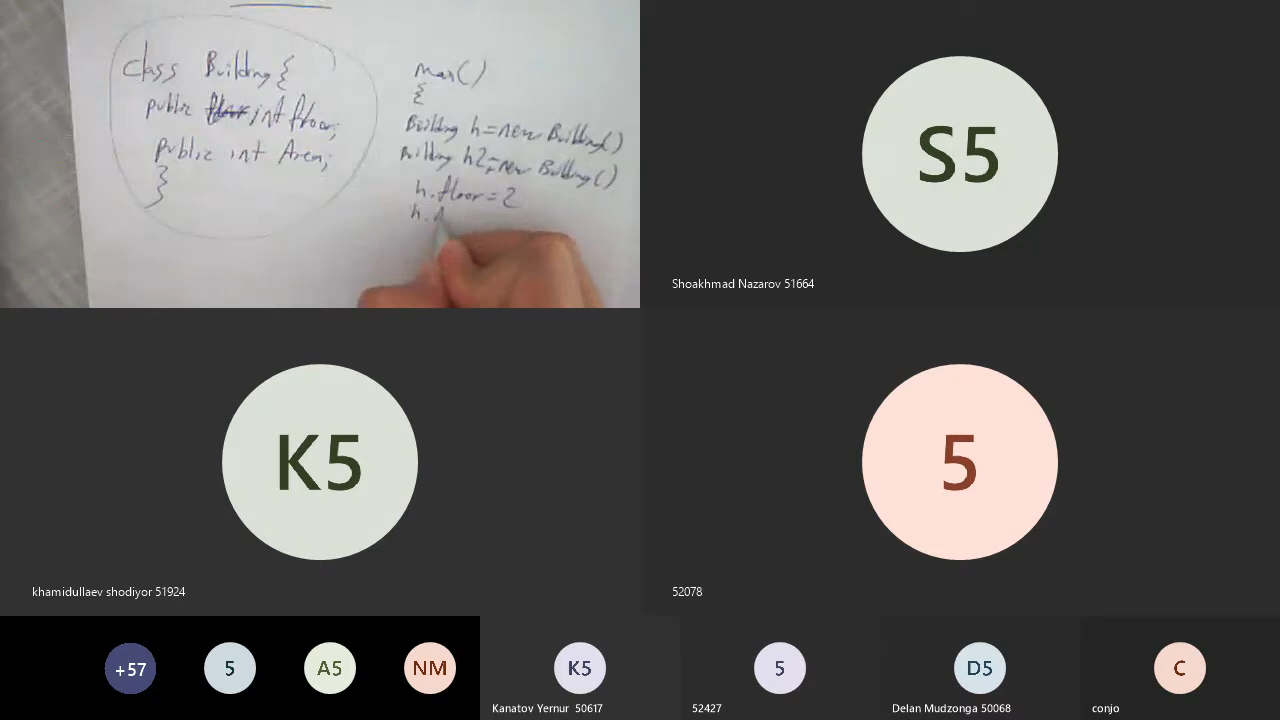 class Building {
public int floor;
public int Area;
}
main()
{
Building h=new Building()
Building h2=new Building()
h.floor=2
h.A
S5
Shoakhmad Nazarov 51664
K5
khamidullaev shodiyor 51924
5
52078
+57
5
A5
NM
K5
Kanatov Yernur 50617
5
52427
D5
Delan Mudzonga 50068
C
conjo